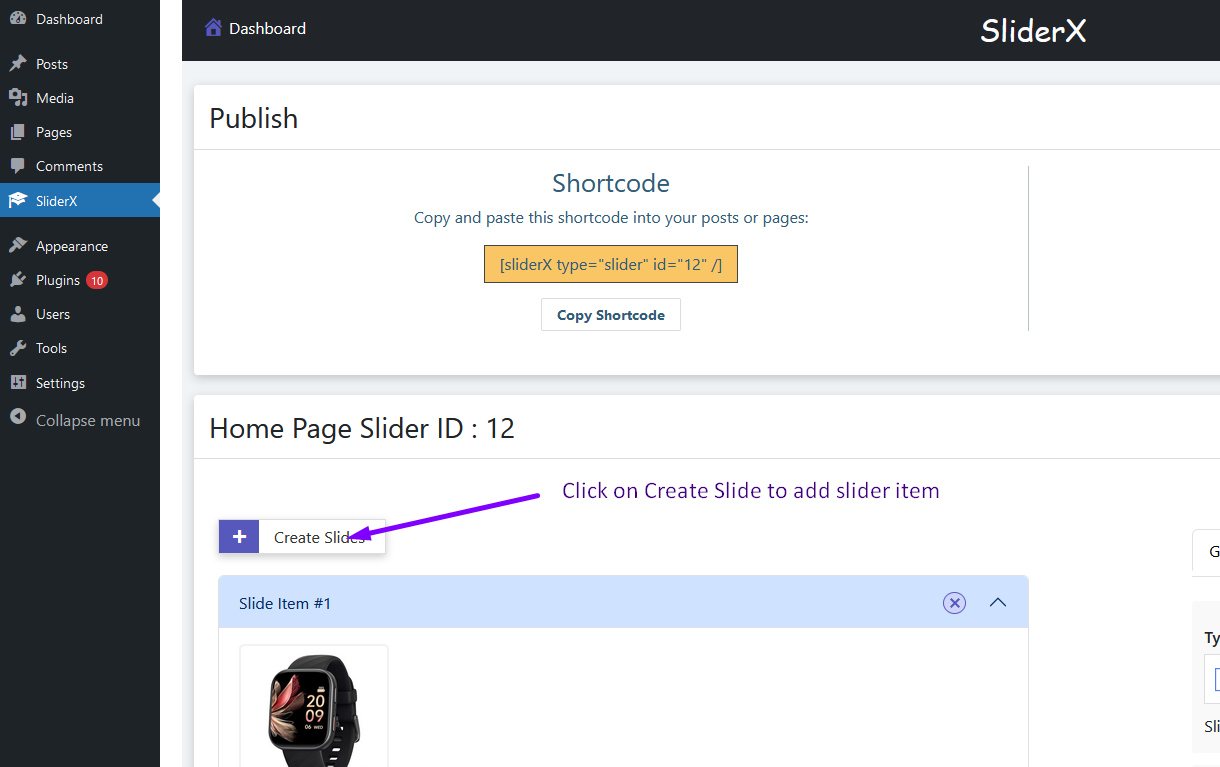 Dashboard
Posts
Media
Pages
Comments
SliderX
Appearance
Plugins 10
Users
Tools
Settings
Collapse menu
Dashboard
SliderX
Publish
Shortcode
Copy and paste this shortcode into your posts or pages:
[sliderX type="slider" id="12" /]
Copy Shortcode
Home Page Slider ID : 12
Click on Create Slide to add slider item
+ Create Slides
Slide Item #1
20
09
06 WED
G
Ty
Sli